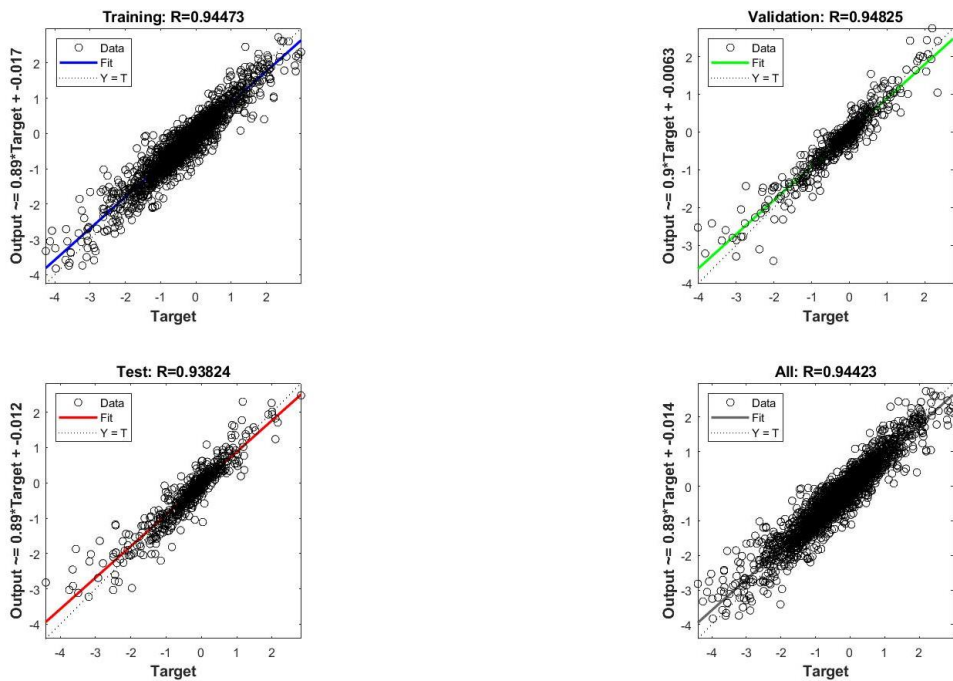 Training: R=0.94473
Output ~= 0.89*Target + -0.017
Data
Fit
Y = T
2
1
0
-1
-2
-3
-4
-4 -3 -2 -1 0 1 2
Target
Validation: R=0.94825
Output ~= 0.9*Target + -0.0063
Data
Fit
Y = T
2
1
0
-1
-2
-3
-4
-4 -3 -2 -1 0 1 2
Target
Test: R=0.93824
Output ~= 0.89*Target + -0.012
Data
Fit
Y = T
2
1
0
-1
-2
-3
-4
-4 -3 -2 -1 0 1 2
Target
All: R=0.94423
Output ~= 0.89*Target + -0.014
Data
Fit
Y = T
2
1
0
-1
-2
-3
-4
-4 -3 -2 -1 0 1 2
Target